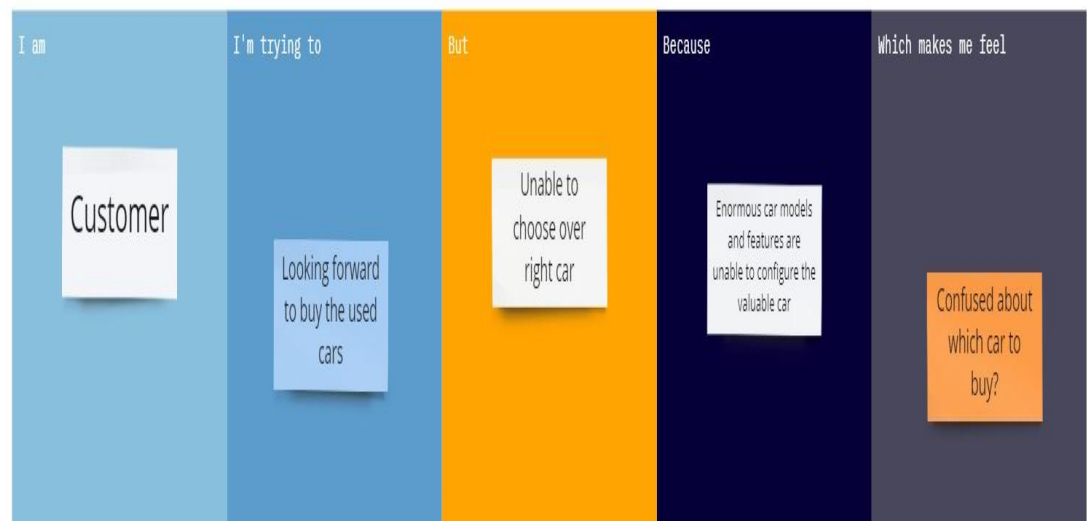 I am
Customer
I'm trying to
Looking forward
to buy the used
cars
But
Unable to
choose over
right car
Because
Enormous car models
and features are
unable to configure the
valuable car
Which makes me feel
Confused about
which car to
buy?